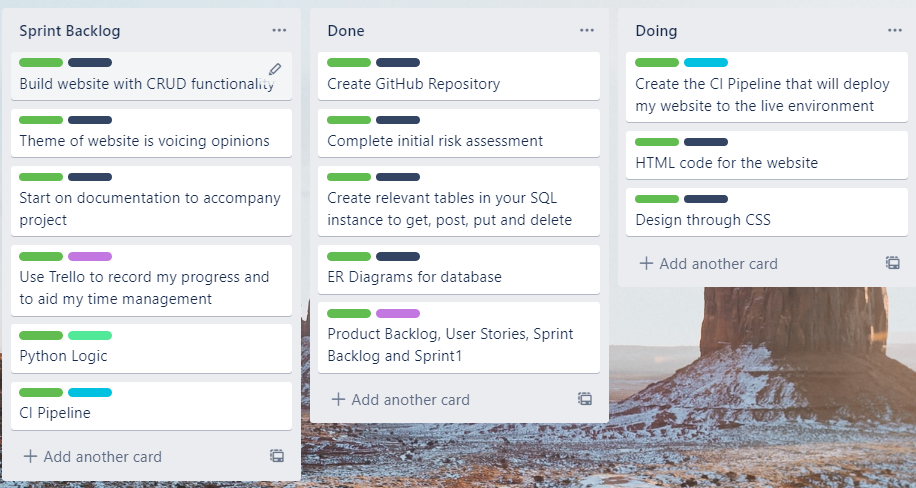 Sprint Backlog
Build website with CRUD functionality
Theme of website is voicing opinions
Start on documentation to accompany
project
Use Trello to record my progress and
to aid my time management
Python Logic
CI Pipeline
+ Add another card
Done
Create GitHub Repository
Complete initial risk assessment
Create relevant tables in your SQL
instance to get, post, put and delete
ER Diagrams for database
Product Backlog, User Stories, Sprint
Backlog and Sprint1
+ Add another card
Doing
Create the CI Pipeline that will deploy
my website to the live environment
HTML code for the website
Design through CSS
+ Add another card